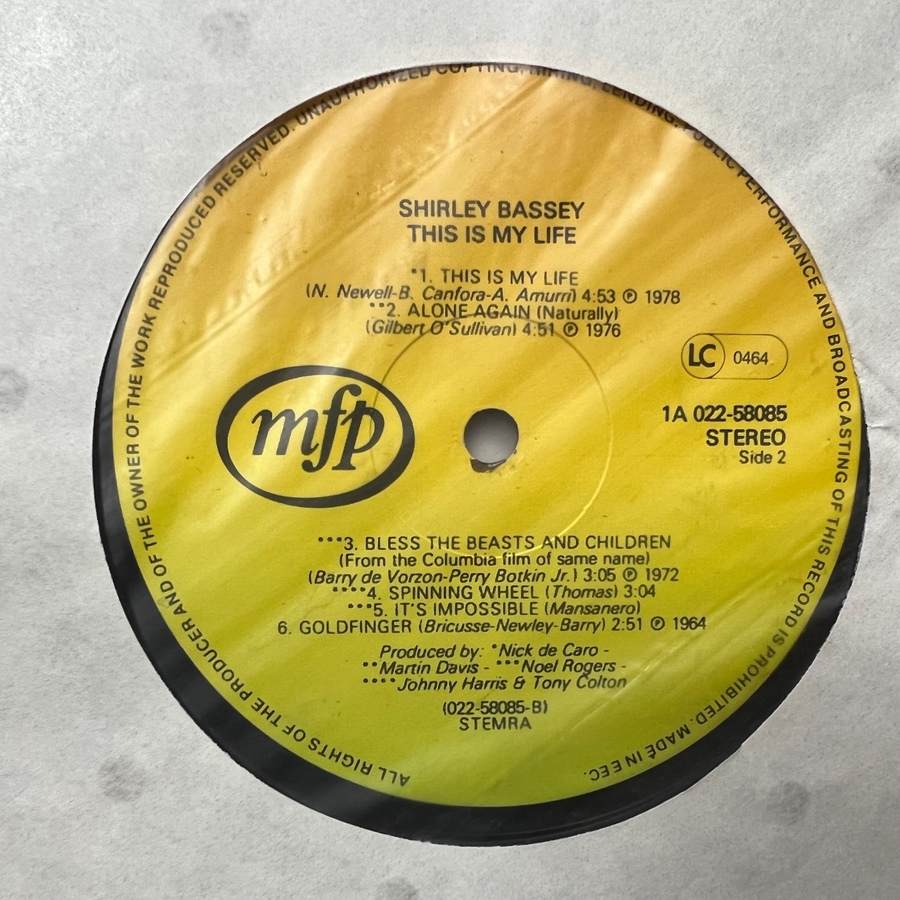 ALL RIGHTS OF THE PRODUCER AND OF THE OWNER OF THE WORK REPRODUCED RESERVED. UNAUTHORIZED COPYING, HIRING, LENDING, PUBLIC PERFORMANCE AND BROADCASTING OF THIS RECORD IS PROHIBITED. MADE IN EEC.
SHIRLEY BASSEY
THIS IS MY LIFE
*1. THIS IS MY LIFE
(N. Newell-B. Canfora-A. Amurri) 4:53 ℗ 1978
**2. ALONE AGAIN (Naturally)
(Gilbert O'Sullivan) 4:51 ℗ 1976
LC 0464
mfp
1A 022-58085
STEREO
Side 2
***3. BLESS THE BEASTS AND CHILDREN
(From the Columbia film of same name)
(Barry de Vorzon-Perry Botkin Jr.) 3:05 ℗ 1972
****4. SPINNING WHEEL (Thomas) 3:04
***5. IT'S IMPOSSIBLE (Mansanero)
6. GOLDFINGER (Bricusse-Newley-Barry) 2:51 ℗ 1964
Produced by: *Nick de Caro -
**Martin Davis - ***Noel Rogers -
****Johnny Harris & Tony Colton
(022-58085-B)
STEMRA